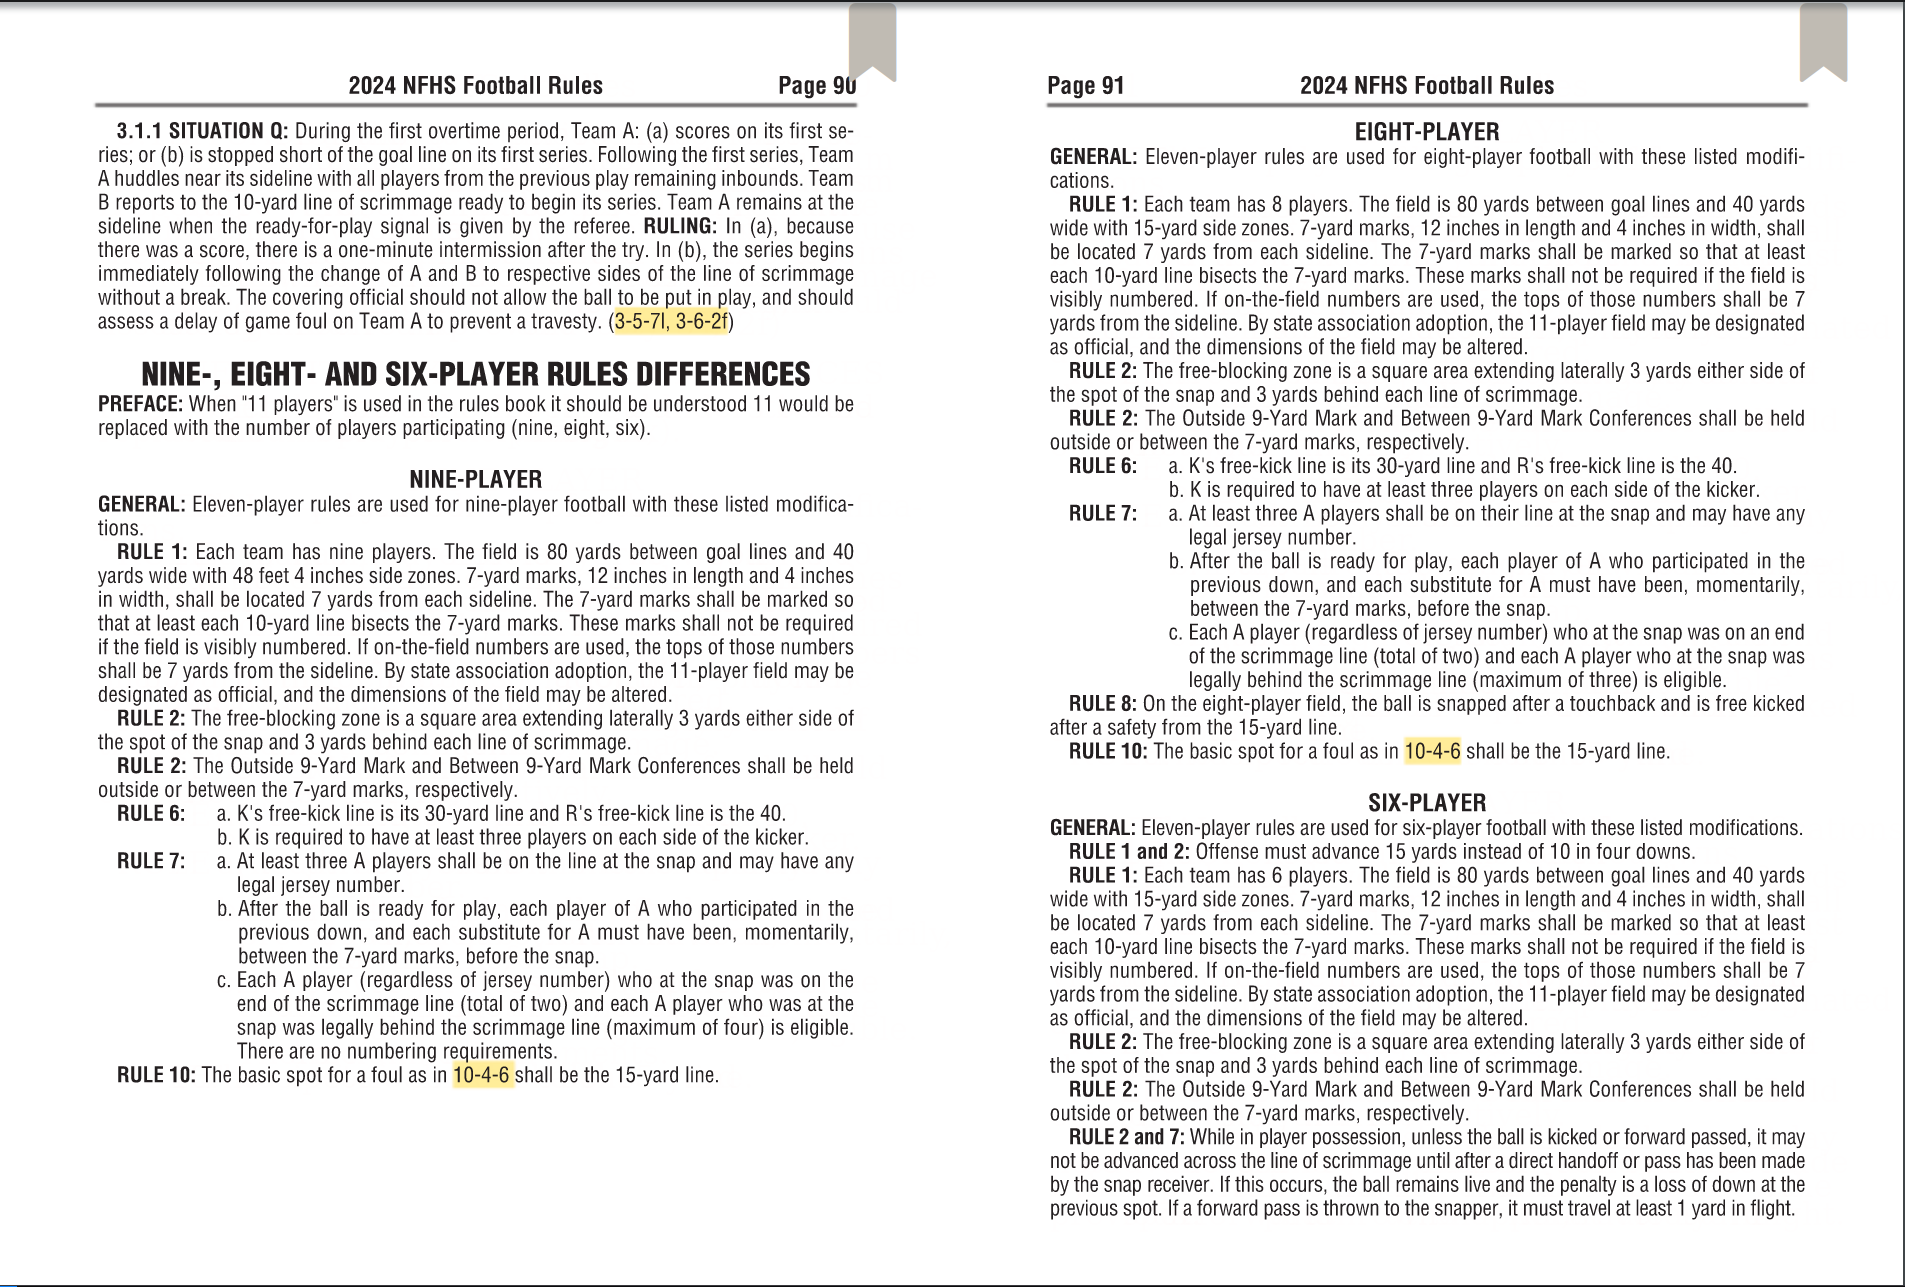 2024 NFHS Football Rules Page 90
3.1.1 SITUATION Q: During the first overtime period, Team A: (a) scores on its first se-
ries; or (b) is stopped short of the goal line on its first series. Following the first series, Team
A huddles near its sideline with all players from the previous play remaining inbounds. Team
B reports to the 10-yard line of scrimmage ready to begin its series. Team A remains at the
sideline when the ready-for-play signal is given by the referee. RULING: In (a), because
there was a score, there is a one-minute intermission after the try. In (b), the series begins
immediately following the change of A and B to respective sides of the line of scrimmage
without a break. The covering official should not allow the ball to be put in play, and should
assess a delay of game foul on Team A to prevent a travesty. (3-5-7l, 3-6-2f)
NINE-, EIGHT- AND SIX-PLAYER RULES DIFFERENCES
PREFACE: When "11 players" is used in the rules book it should be understood 11 would be
replaced with the number of players participating (nine, eight, six).
NINE-PLAYER
GENERAL: Eleven-player rules are used for nine-player football with these listed modifica-
tions.
RULE 1: Each team has nine players. The field is 80 yards between goal lines and 40
yards wide with 48 feet 4 inches side zones. 7-yard marks, 12 inches in length and 4 inches
in width, shall be located 7 yards from each sideline. The 7-yard marks shall be marked so
that at least each 10-yard line bisects the 7-yard marks. These marks shall not be required
if the field is visibly numbered. If on-the-field numbers are used, the tops of those numbers
shall be 7 yards from the sideline. By state association adoption, the 11-player field may be
designated as official, and the dimensions of the field may be altered.
RULE 2: The free-blocking zone is a square area extending laterally 3 yards either side of
the spot of the snap and 3 yards behind each line of scrimmage.
RULE 2: The Outside 9-Yard Mark and Between 9-Yard Mark Conferences shall be held
outside or between the 7-yard marks, respectively.
RULE 6: a. K's free-kick line is its 30-yard line and R's free-kick line is the 40.
b. K is required to have at least three players on each side of the kicker.
RULE 7: a. At least three A players shall be on the line at the snap and may have any
legal jersey number.
b. After the ball is ready for play, each player of A who participated in the
previous down, and each substitute for A must have been, momentarily,
between the 7-yard marks, before the snap.
c. Each A player (regardless of jersey number) who at the snap was on the
end of the scrimmage line (total of two) and each A player who was at the
snap was legally behind the scrimmage line (maximum of four) is eligible.
There are no numbering requirements.
RULE 10: The basic spot for a foul as in 10-4-6 shall be the 15-yard line.
Page 91 2024 NFHS Football Rules
EIGHT-PLAYER
GENERAL: Eleven-player rules are used for eight-player football with these listed modifi-
cations.
RULE 1: Each team has 8 players. The field is 80 yards between goal lines and 40 yards
wide with 15-yard side zones. 7-yard marks, 12 inches in length and 4 inches in width, shall
be located 7 yards from each sideline. The 7-yard marks shall be marked so that at least
each 10-yard line bisects the 7-yard marks. These marks shall not be required if the field is
visibly numbered. If on-the-field numbers are used, the tops of those numbers shall be 7
yards from the sideline. By state association adoption, the 11-player field may be designated
as official, and the dimensions of the field may be altered.
RULE 2: The free-blocking zone is a square area extending laterally 3 yards either side of
the spot of the snap and 3 yards behind each line of scrimmage.
RULE 2: The Outside 9-Yard Mark and Between 9-Yard Mark Conferences shall be held
outside or between the 7-yard marks, respectively.
RULE 6: a. K's free-kick line is its 30-yard line and R's free-kick line is the 40.
b. K is required to have at least three players on each side of the kicker.
RULE 7: a. At least three A players shall be on their line at the snap and may have any
legal jersey number.
b. After the ball is ready for play, each player of A who participated in the
previous down, and each substitute for A must have been, momentarily,
between the 7-yard marks, before the snap.
c. Each A player (regardless of jersey number) who at the snap was on an end
of the scrimmage line (total of two) and each A player who at the snap was
legally behind the scrimmage line (maximum of three) is eligible.
RULE 8: On the eight-player field, the ball is snapped after a touchback and is free kicked
after a safety from the 15-yard line.
RULE 10: The basic spot for a foul as in 10-4-6 shall be the 15-yard line.
SIX-PLAYER
GENERAL: Eleven-player rules are used for six-player football with these listed modifications.
RULE 1 and 2: Offense must advance 15 yards instead of 10 in four downs.
RULE 1: Each team has 6 players. The field is 80 yards between goal lines and 40 yards
wide with 15-yard side zones. 7-yard marks, 12 inches in length and 4 inches in width, shall
be located 7 yards from each sideline. The 7-yard marks shall be marked so that at least
each 10-yard line bisects the 7-yard marks. These marks shall not be required if the field is
visibly numbered. If on-the-field numbers are used, the tops of those numbers shall be 7
yards from the sideline. By state association adoption, the 11-player field may be designated
as official, and the dimensions of the field may be altered.
RULE 2: The free-blocking zone is a square area extending laterally 3 yards either side of
the spot of the snap and 3 yards behind each line of scrimmage.
RULE 2: The Outside 9-Yard Mark and Between 9-Yard Mark Conferences shall be held
outside or between the 7-yard marks, respectively.
RULE 2 and 7: While in player possession, unless the ball is kicked or forward passed, it may
not be advanced across the line of scrimmage until after a direct handoff or pass has been made
by the snap receiver. If this occurs, the ball remains live and the penalty is a loss of down at the
previous spot. If a forward pass is thrown to the snapper, it must travel at least 1 yard in flight.